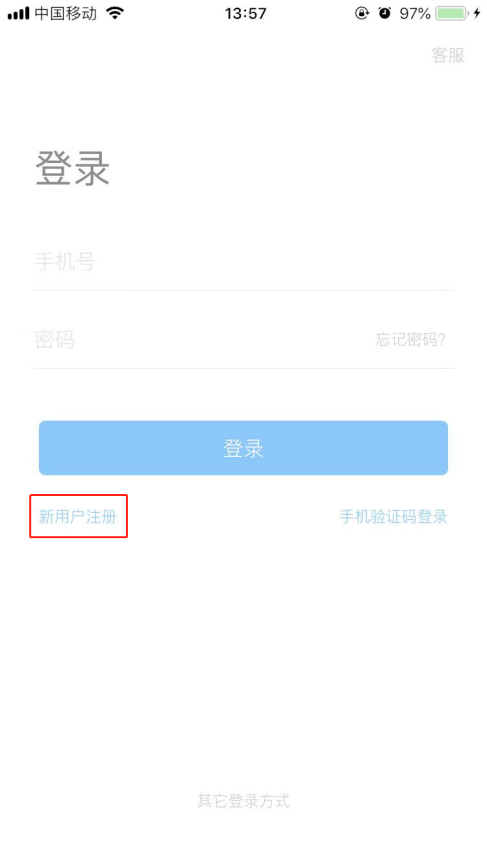 中国移动 13:57 97%
客服
登录
手机号
密码 忘记密码?
登录
新用户注册 手机验证码登录
其它登录方式